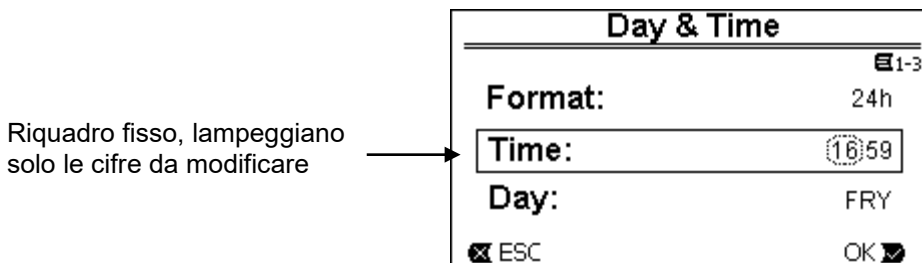 Day & Time
1-3
Format: 24h
Riquadro fisso, lampeggiano
solo le cifre da modificare
Time: 16:59
Day: FRY
ESC OK